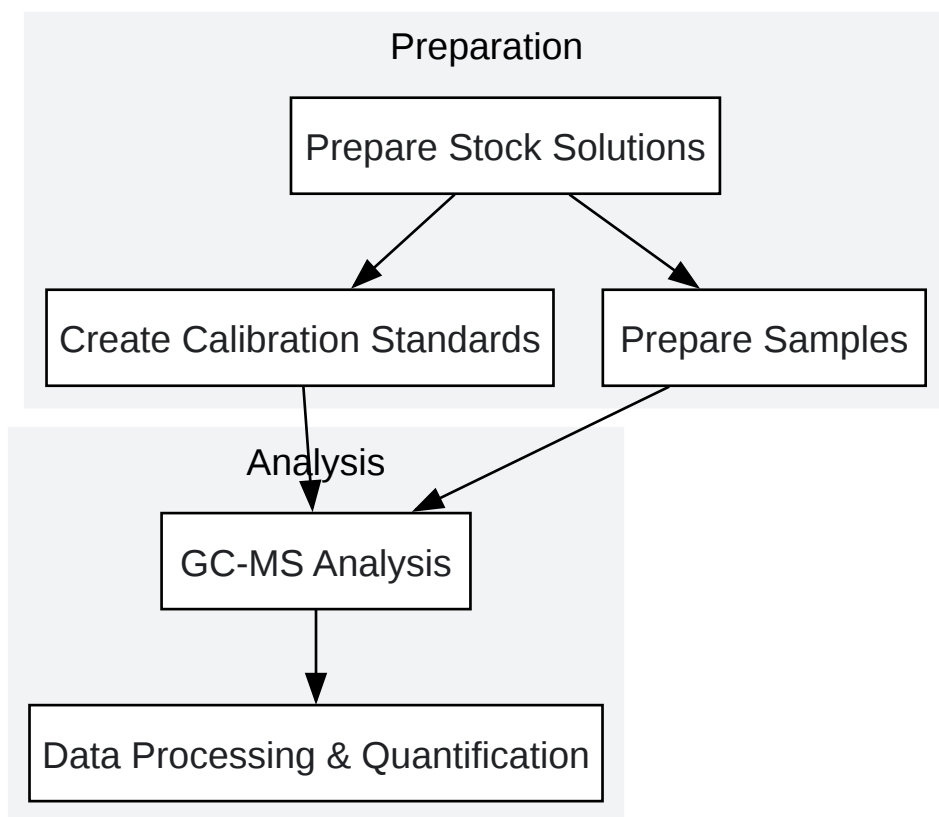 Preparation
Prepare Stock Solutions
Create Calibration Standards
Prepare Samples
Analysis
GC-MS Analysis
Data Processing & Quantification